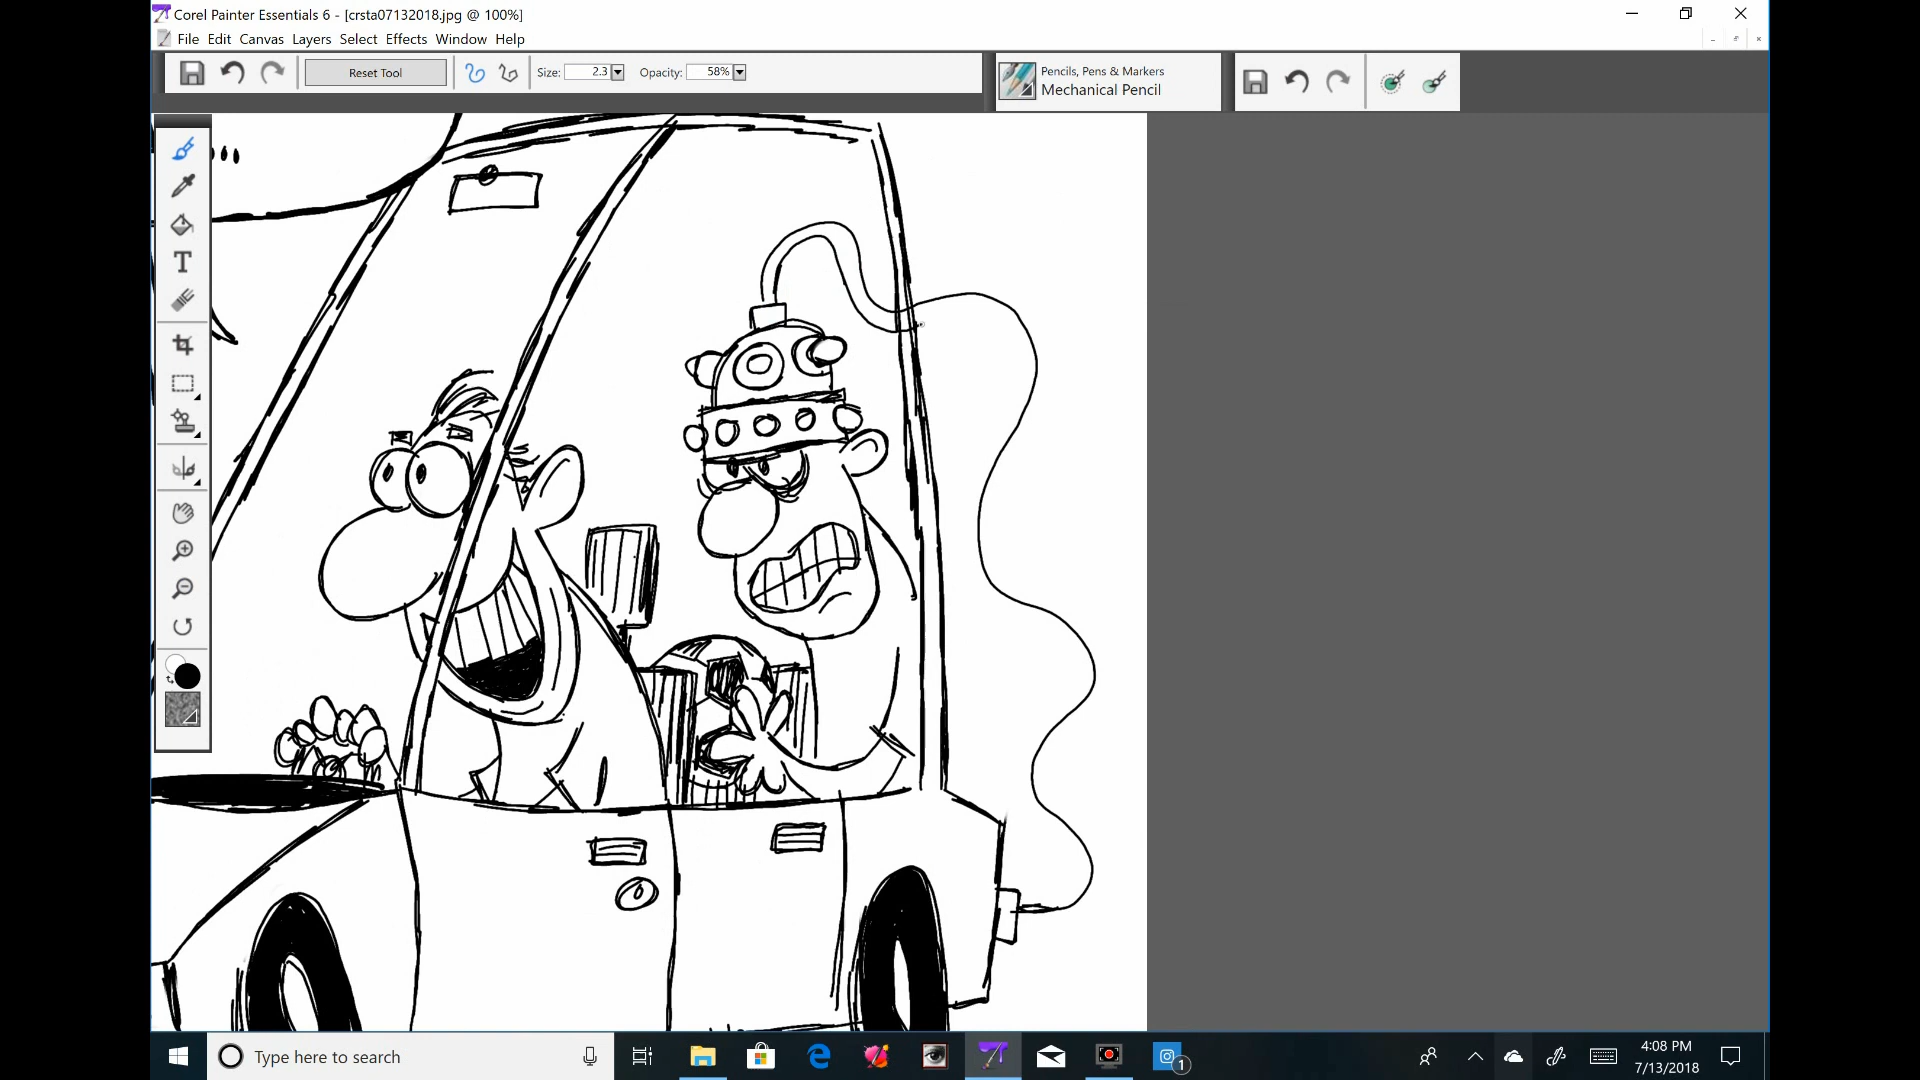 Corel Painter Essentials 6 - [crsta07132018.jpg @ 100%]
File Edit Canvas Layers Select Effects Window Help
Reset Tool Size: 2.3 Opacity: 58%
Pencils, Pens & Markers
Mechanical Pencil
T
Type here to search
1
4:08 PM
7/13/2018